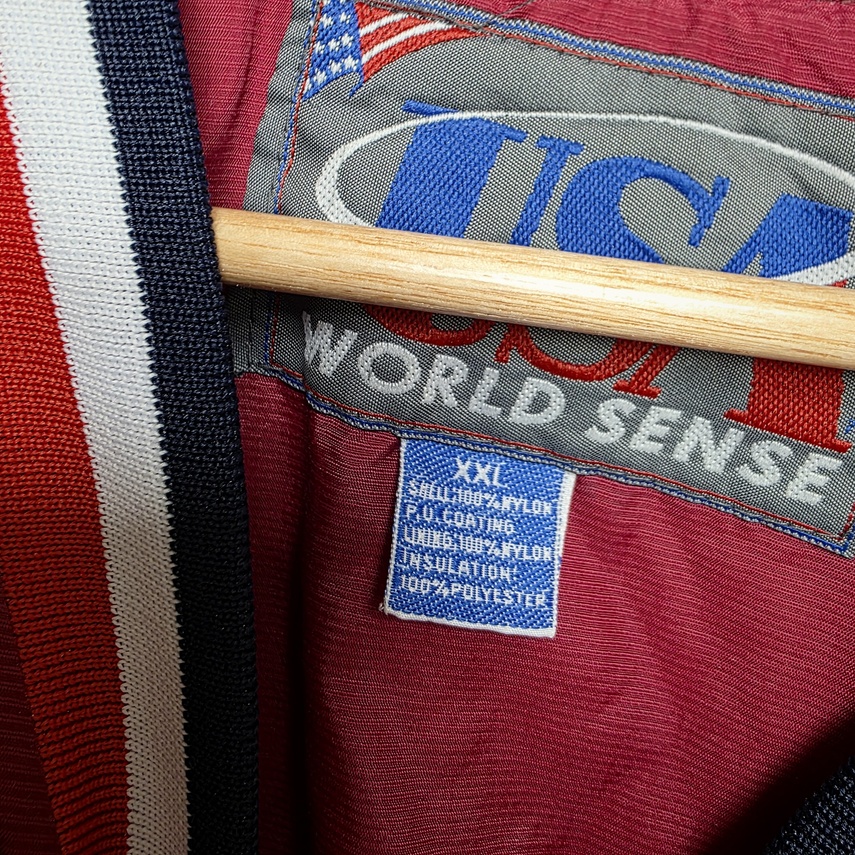 USA
WORLD SENSE
XXL
SHELL:100%NYLON
P.U.COATING
LINING:100%NYLON
INSULATION:
100%POLYESTER